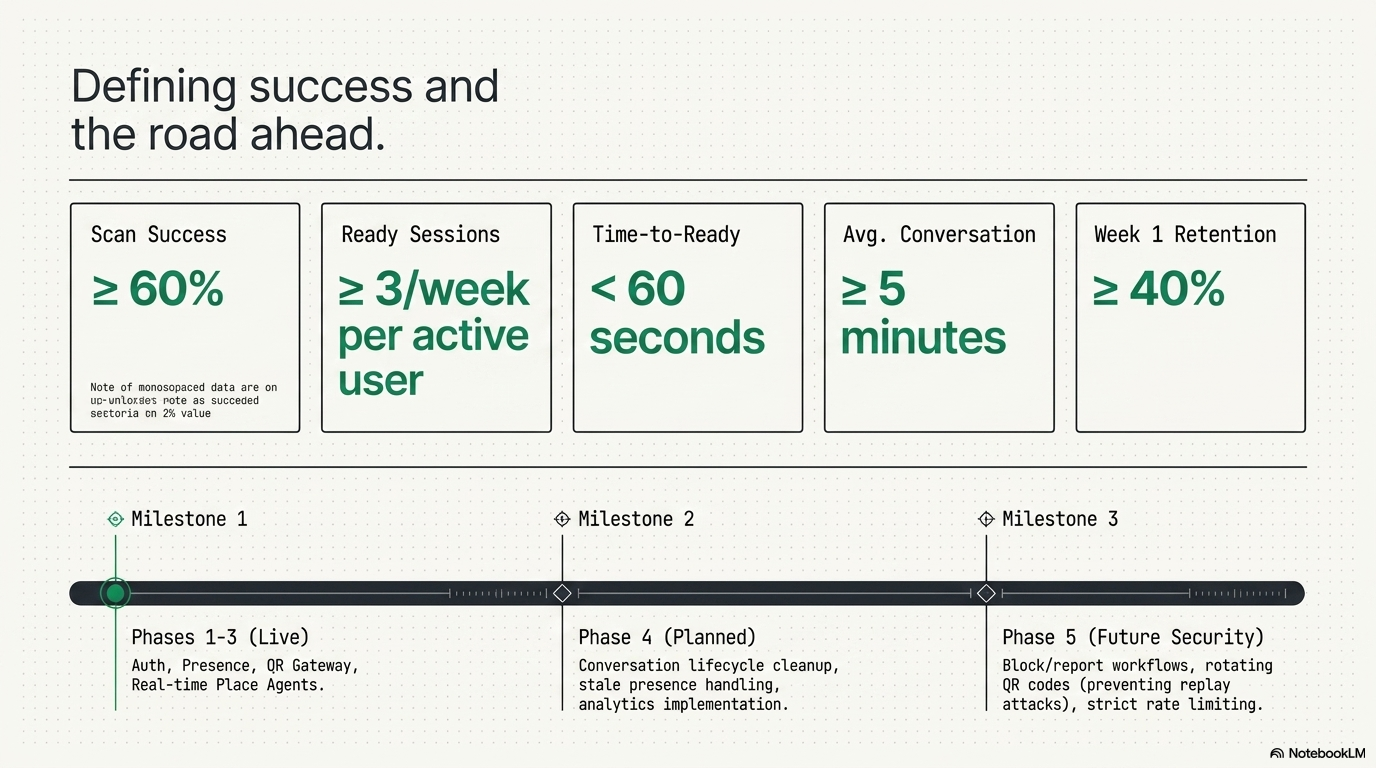 Defining success and
the road ahead.
Scan Success
≥ 60%
Note of monosopaced data are on
rote as succeded
on 2% value
Ready Sessions
≥ 3/week
per active
user
Time-to-Ready
< 60
seconds
Avg. Conversation
≥ 5
minutes
Week 1 Retention
≥ 40%
Milestone 1
Milestone 2
Milestone 3
Phases 1-3 (Live)
Auth, Presence, QR Gateway,
Real-time Place Agents.
Phase 4 (Planned)
Conversation lifecycle cleanup,
stale presence handling,
analytics implementation.
Phase 5 (Future Security)
Block/report workflows, rotating
QR codes (preventing replay
attacks), strict rate limiting.
NotebookLM